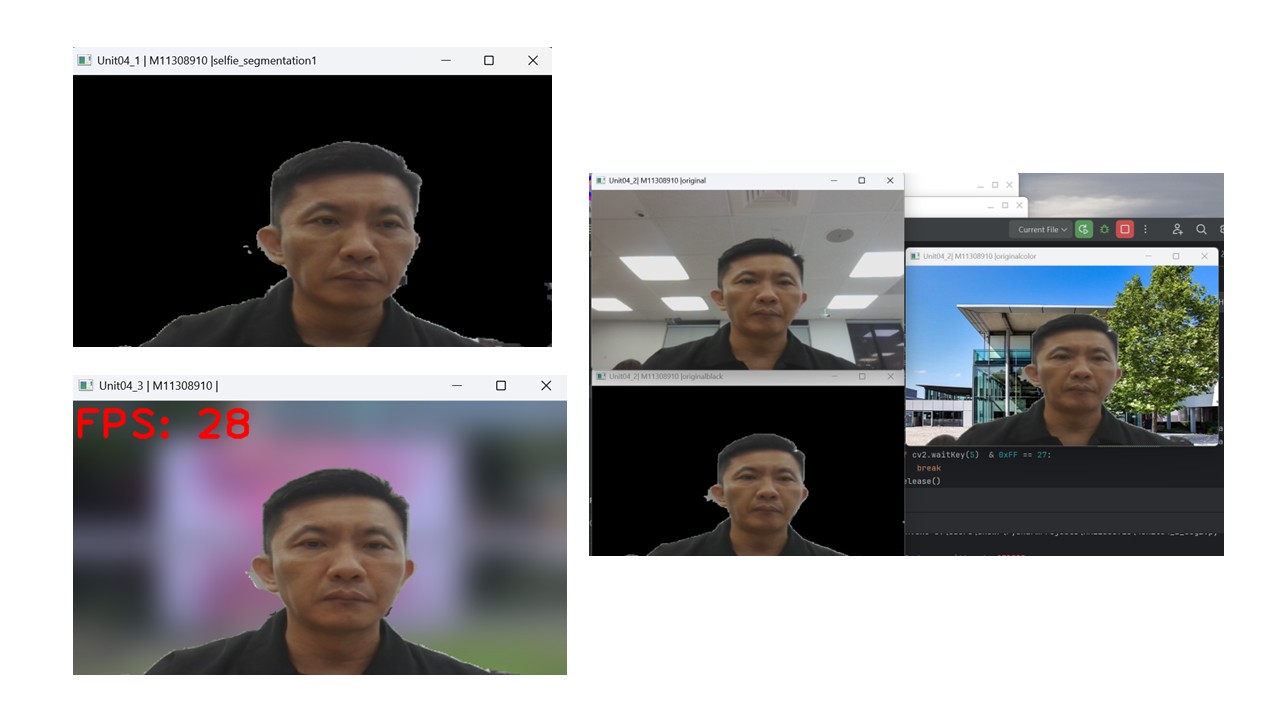 Unit04_1 | M11308910 |selfie_segmentation1
Unit04_3 | M11308910 |
FPS: 28
Unit04_2| M11308910 |original
Unit04_2| M11308910 |originalblack
Current File
Unit04_2| M11308910 |originalcolor
cv2.waitKey(5) & 0xFF == 27:
break
elease()